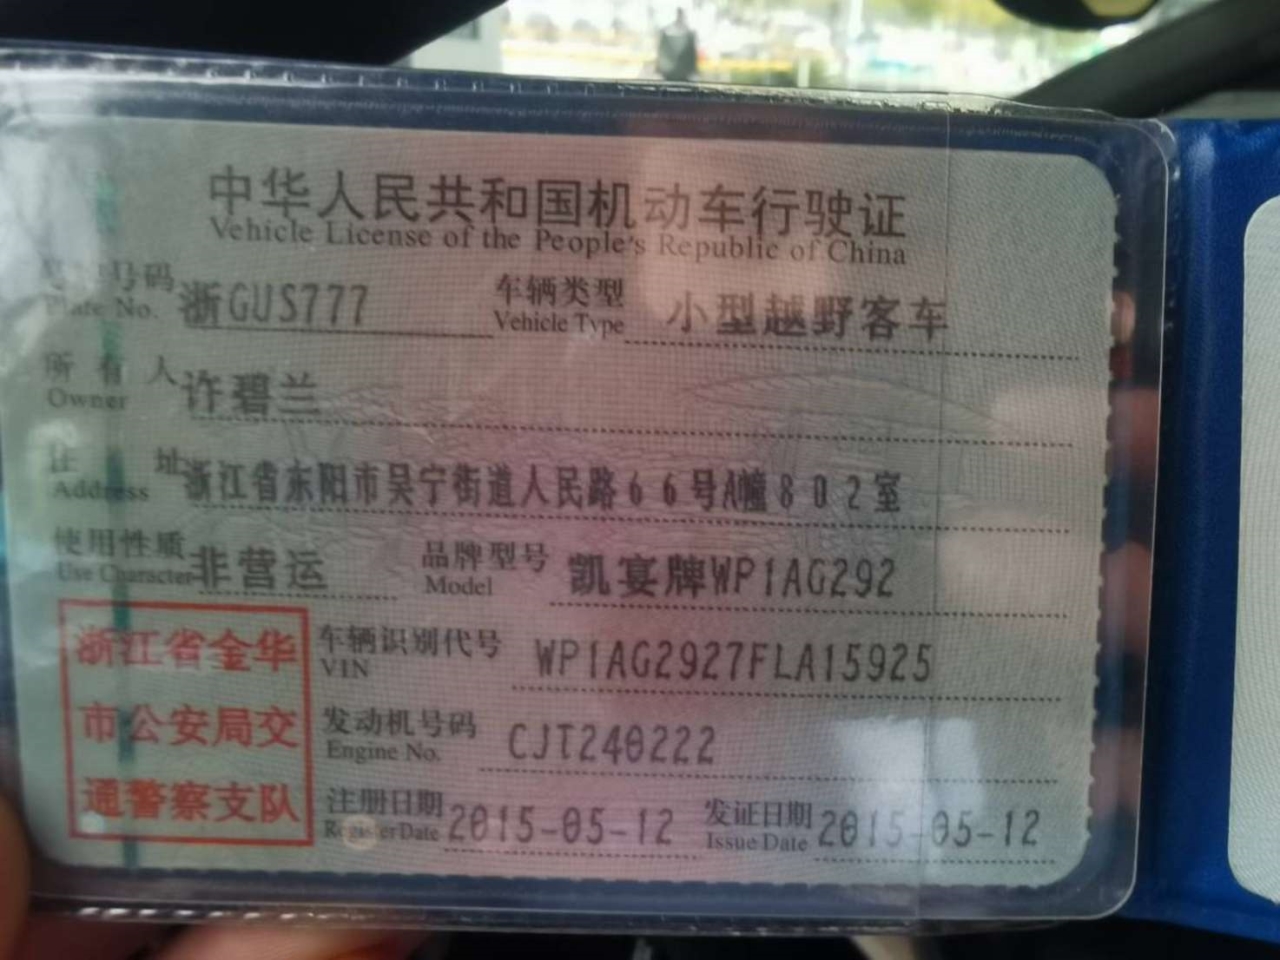 中华人民共和国机动车行驶证
Vehicle License of the People's Republic of China
号码 浙GUS777 车辆类型 小型越野客车
Plate No. Vehicle Type
所有人 许碧兰
Owner
住址 浙江省东阳市吴宁街道人民路66号A幢802室
Address
使用性质 非营运 品牌型号 凯宴牌WP1AG292
Use Character Model
浙江省金华
市公安局交
通警察支队
车辆识别代号 WP1AG2927FLA15925
VIN
发动机号码 CJT240222
Engine No.
注册日期 2015-05-12 发证日期 2015-05-12
Register Date Issue Date